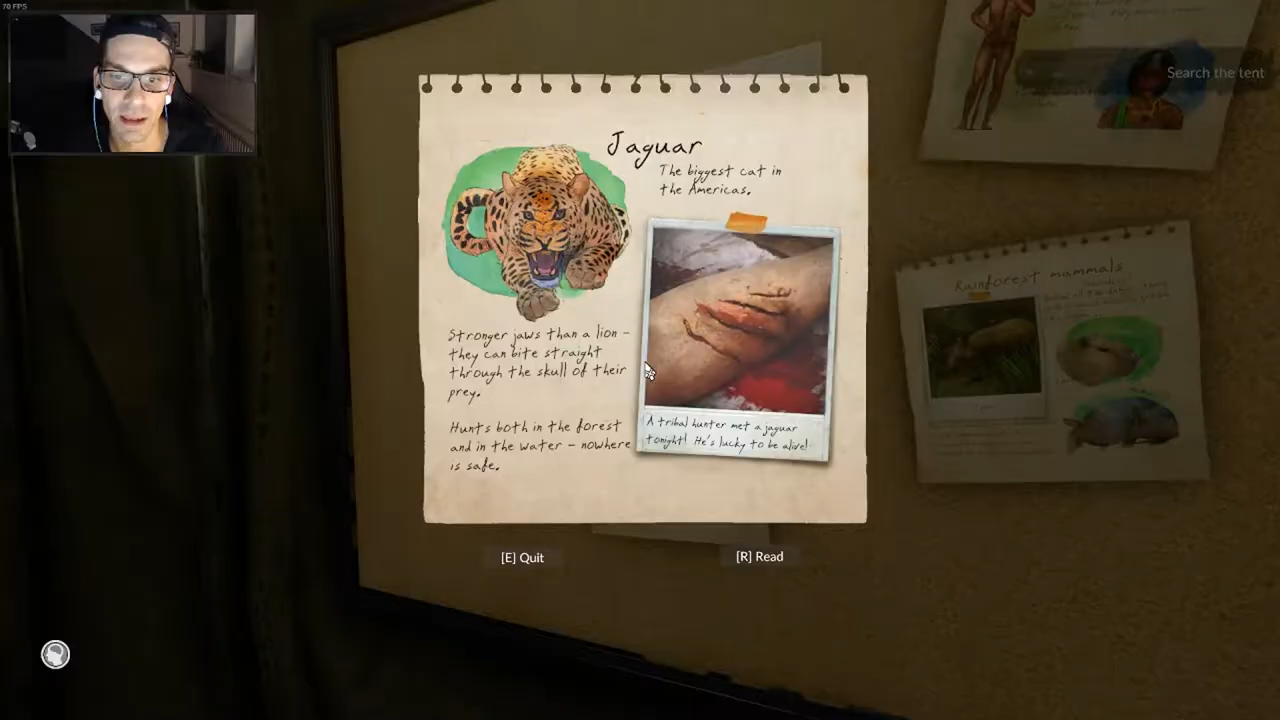 70 FPS
Search the tent
Jaguar
The biggest cat in
the Americas.
Stronger jaws than a lion –
they can bite straight
through the skull of their
prey.
Hunts both in the forest
and in the water – nowhere
is safe.
A tribal hunter met a jaguar
tonight! He's lucky to be alive!
Rainforest mammals
[E] Quit
[R] Read